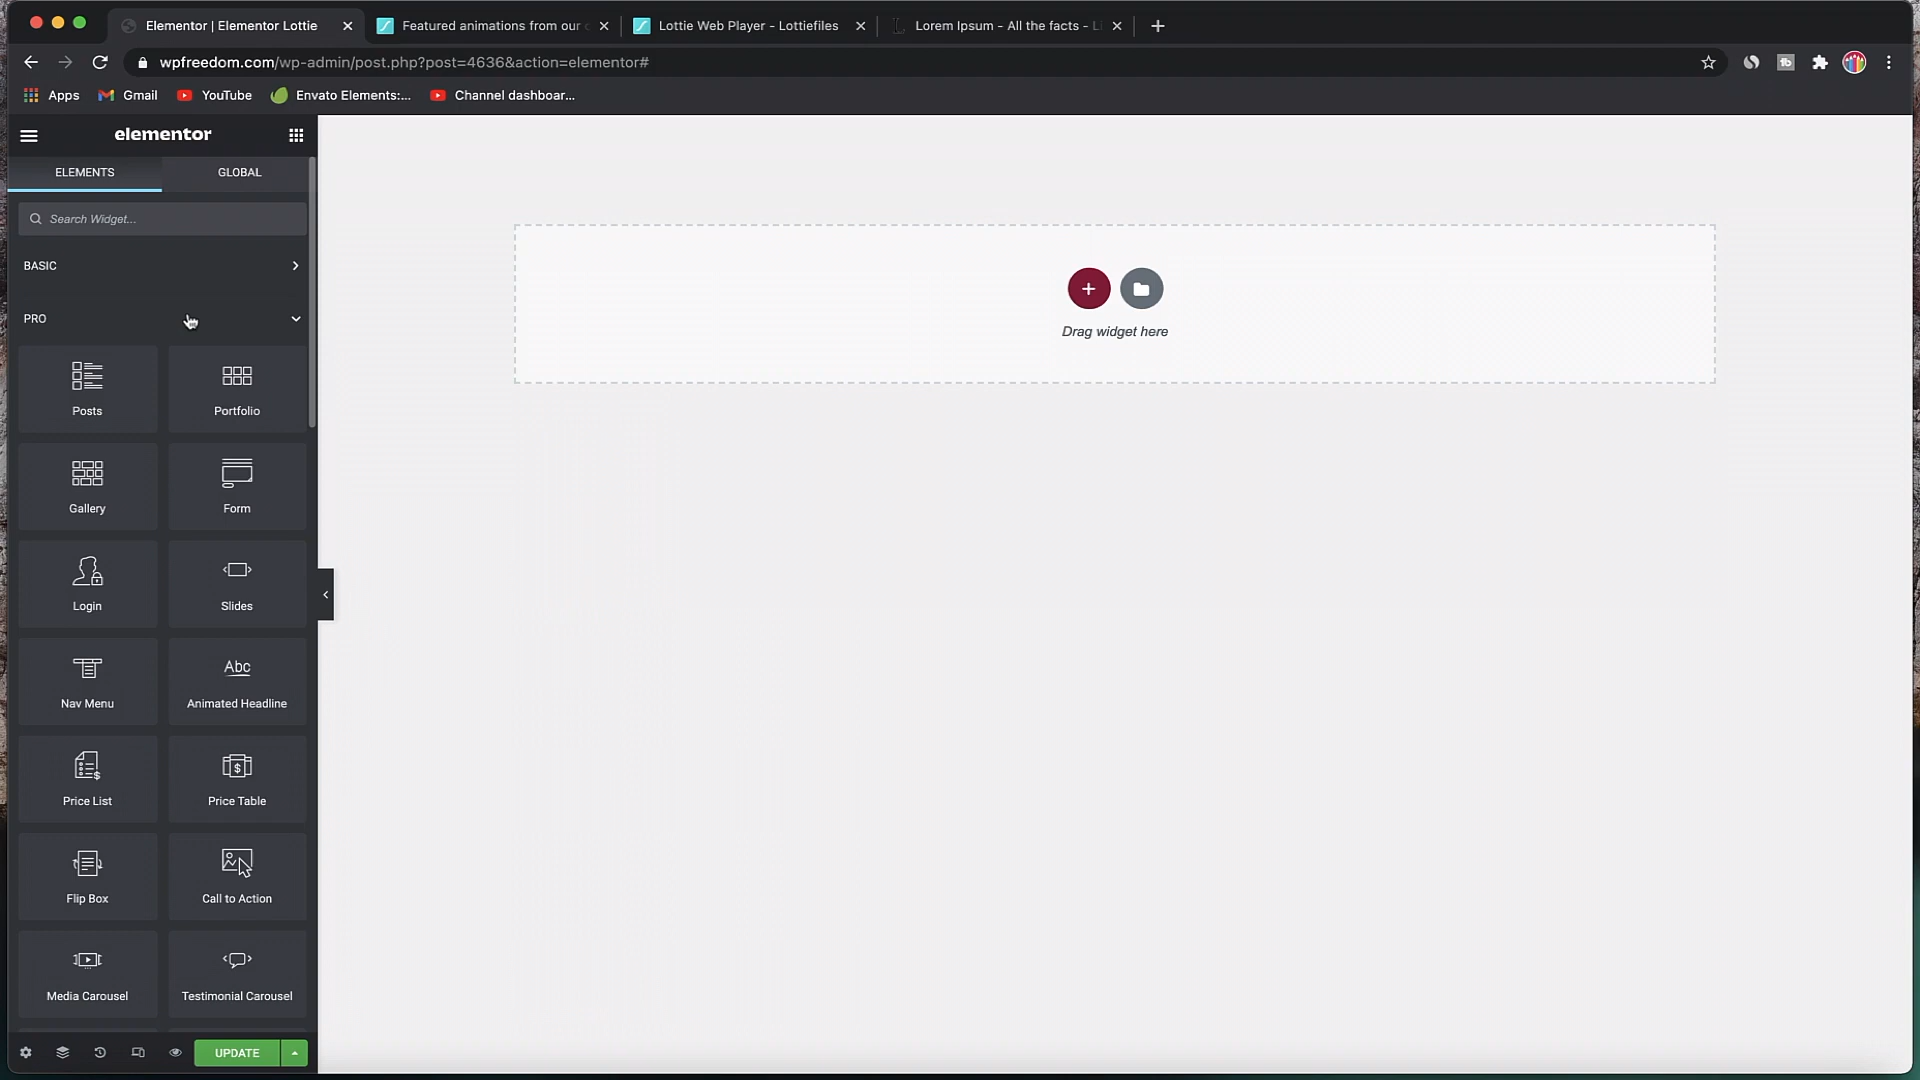 Elementor | Elementor Lottie
Featured animations from our c
Lottie Web Player - Lottiefiles
Lorem Ipsum - All the facts - Li
wpfreedom.com/wp-admin/post.php?post=4636&action=elementor#
Apps
Gmail
YouTube
Envato Elements:...
Channel dashboar...
elementor
ELEMENTS
GLOBAL
Search Widget...
BASIC
PRO
Posts
Portfolio
Gallery
Form
Login
Slides
Nav Menu
Abc
Animated Headline
Price List
Price Table
Flip Box
Call to Action
Media Carousel
Testimonial Carousel
UPDATE
Drag widget here